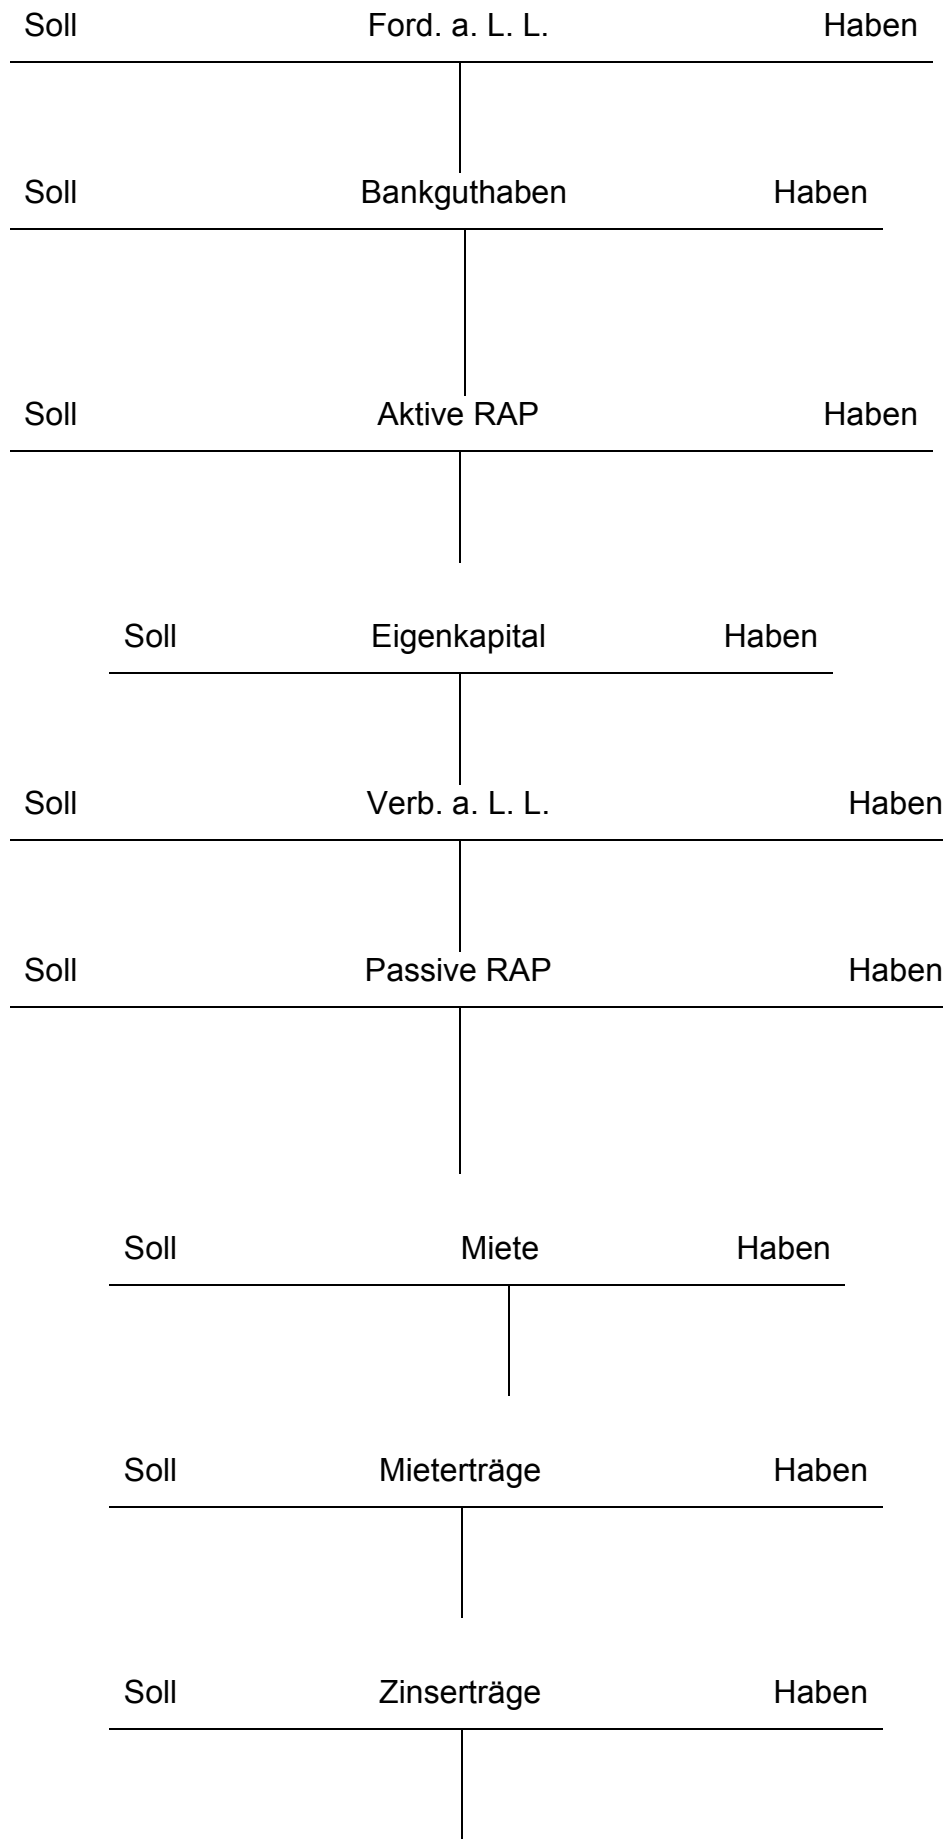 Soll Ford. a. L. L. Haben
Soll Bankguthaben Haben
Soll Aktive RAP Haben
Soll Eigenkapital Haben
Soll Verb. a. L. L. Haben
Soll Passive RAP Haben
Soll Miete Haben
Soll Mieterträge Haben
Soll Zinserträge Haben